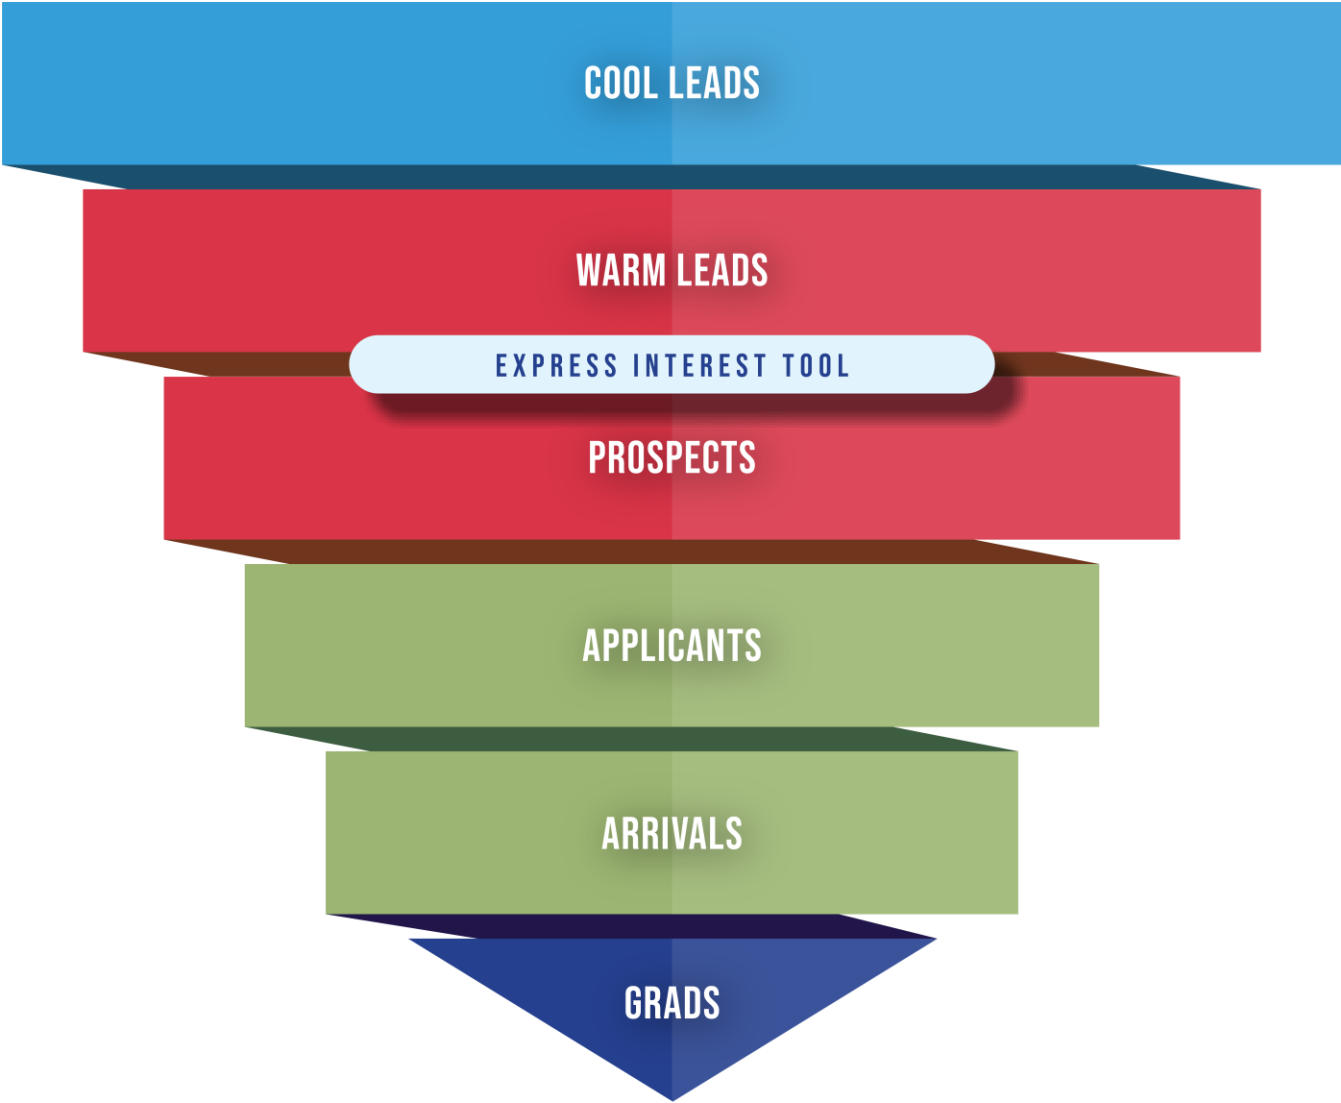 COOL LEADS
WARM LEADS
EXPRESS INTEREST TOOL
PROSPECTS
APPLICANTS
ARRIVALS
GRADS